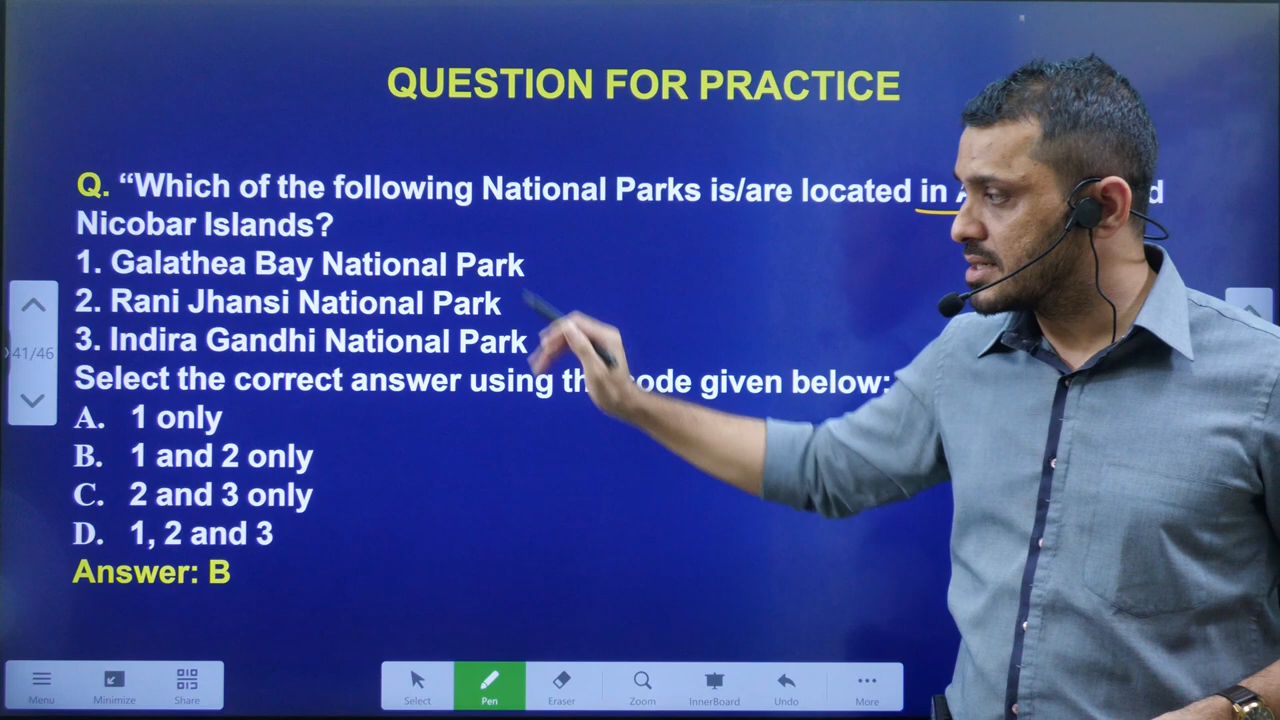 QUESTION FOR PRACTICE
Q. “Which of the following National Parks is/are located in
Nicobar Islands?
1. Galathea Bay National Park
2. Rani Jhansi National Park
3. Indira Gandhi National Park
Select the correct answer using code given below:
A. 1 only
B. 1 and 2 only
C. 2 and 3 only
D. 1, 2 and 3
Answer: B
41/46
Menu
Minimize
Share
Select
Pen
Eraser
Zoom
InnerBoard
Undo
More